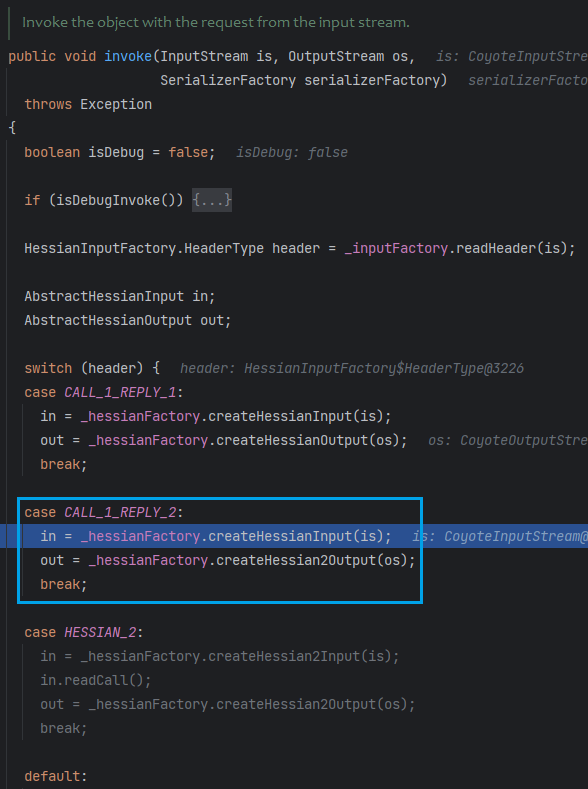 Invoke the object with the request from the input stream.
public void invoke(InputStream is, OutputStream os,   is: CoyoteInputStre
                   SerializerFactory serializerFactory)   serializerFacto
  throws Exception
{
  boolean isDebug = false;   isDebug: false
  if (isDebugInvoke()) {...}
  HessianInputFactory.HeaderType header = _inputFactory.readHeader(is);
  AbstractHessianInput in;
  AbstractHessianOutput out;
  switch (header) {   header: HessianInputFactory$HeaderType@3226
  case CALL_1_REPLY_1:
    in = _hessianFactory.createHessianInput(is);
    out = _hessianFactory.createHessianOutput(os);   os: CoyoteOutputStre
    break;
  case CALL_1_REPLY_2:
    in = _hessianFactory.createHessianInput(is);   is: CoyoteInputStream@
    out = _hessianFactory.createHessian2Output(os);
    break;
  case HESSIAN_2:
    in = _hessianFactory.createHessian2Input(is);
    in.readCall();
    out = _hessianFactory.createHessian2Output(os);
    break;
  default: